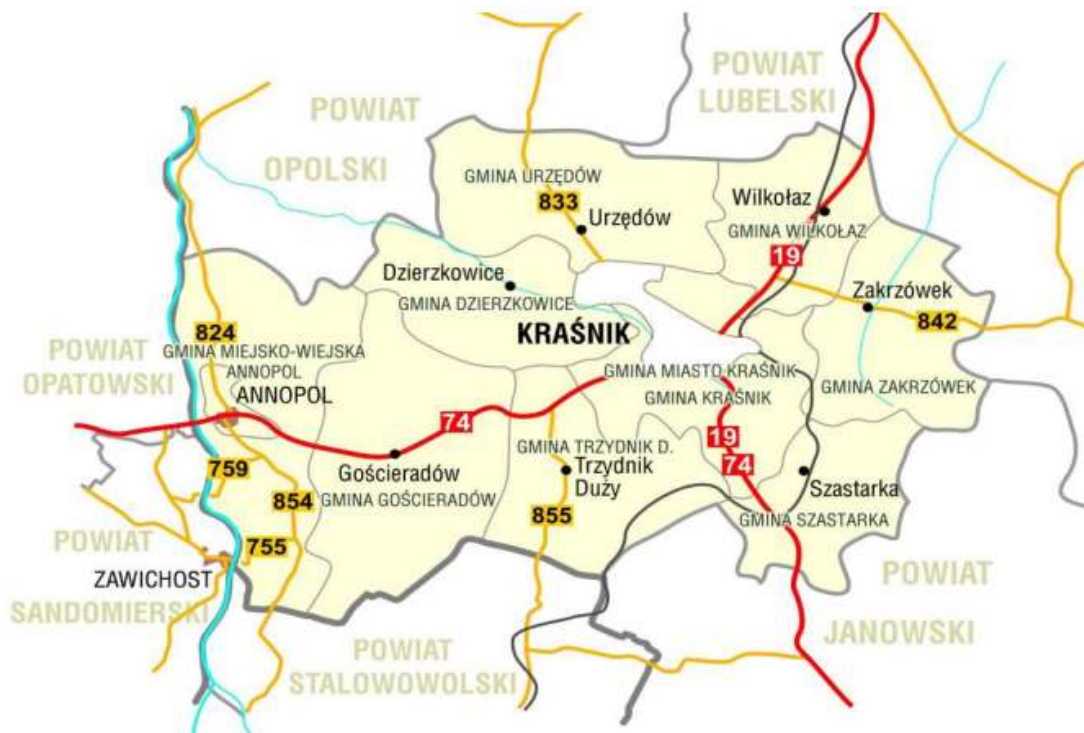 POWIAT
LUBELSKI
POWIAT
OPOLSKI
GMINA URZĘDÓW
833
Urzędów
Wilkołaz
GMINA WILKOŁAZ
19
Dzierzkowice
GMINA DZIERZKOWICE
Zakrzówek
842
KRAŚNIK
824
GMINA MIEJSKO-WIEJSKA
ANNOPOL
POWIAT
OPATOWSKI
ANNOPOL
GMINA MIASTO KRAŚNIK
GMINA KRAŚNIK
GMINA ZAKRZÓWEK
74
19
74
GMINA TRZYDNIK D.
Trzydnik
Duży
Gościeradów
GMINA GOŚCIERADÓW
759
854
855
Szastarka
GMINA SZASTARKA
755
POWIAT
SANDOMIERSKI
ZAWICHOST
POWIAT
JANOWSKI
POWIAT
STALOWOWOLSKI